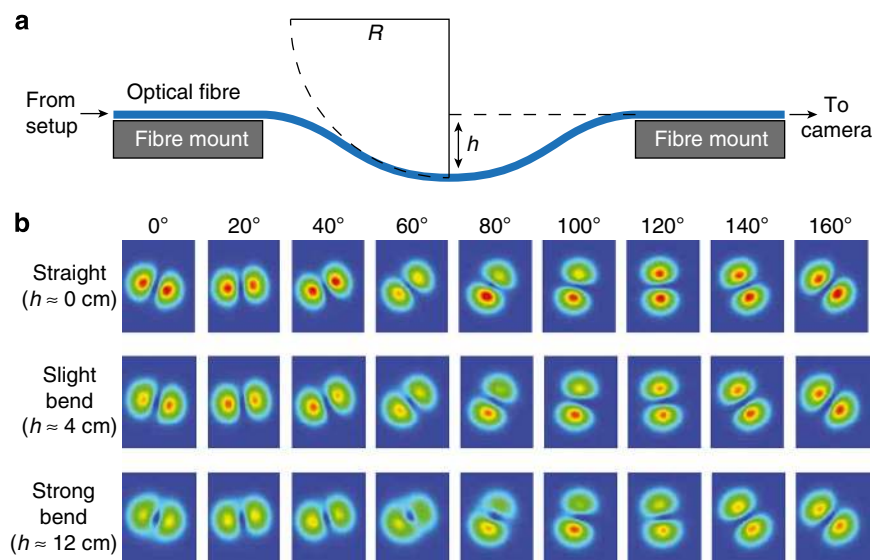 a
R
From
setup
Optical fibre
Fibre mount
h
Fibre mount
To
camera
b
0° 20° 40° 60° 80° 100° 120° 140° 160°
Straight
(h ≈ 0 cm)
Slight
bend
(h ≈ 4 cm)
Strong
bend
(h ≈ 12 cm)